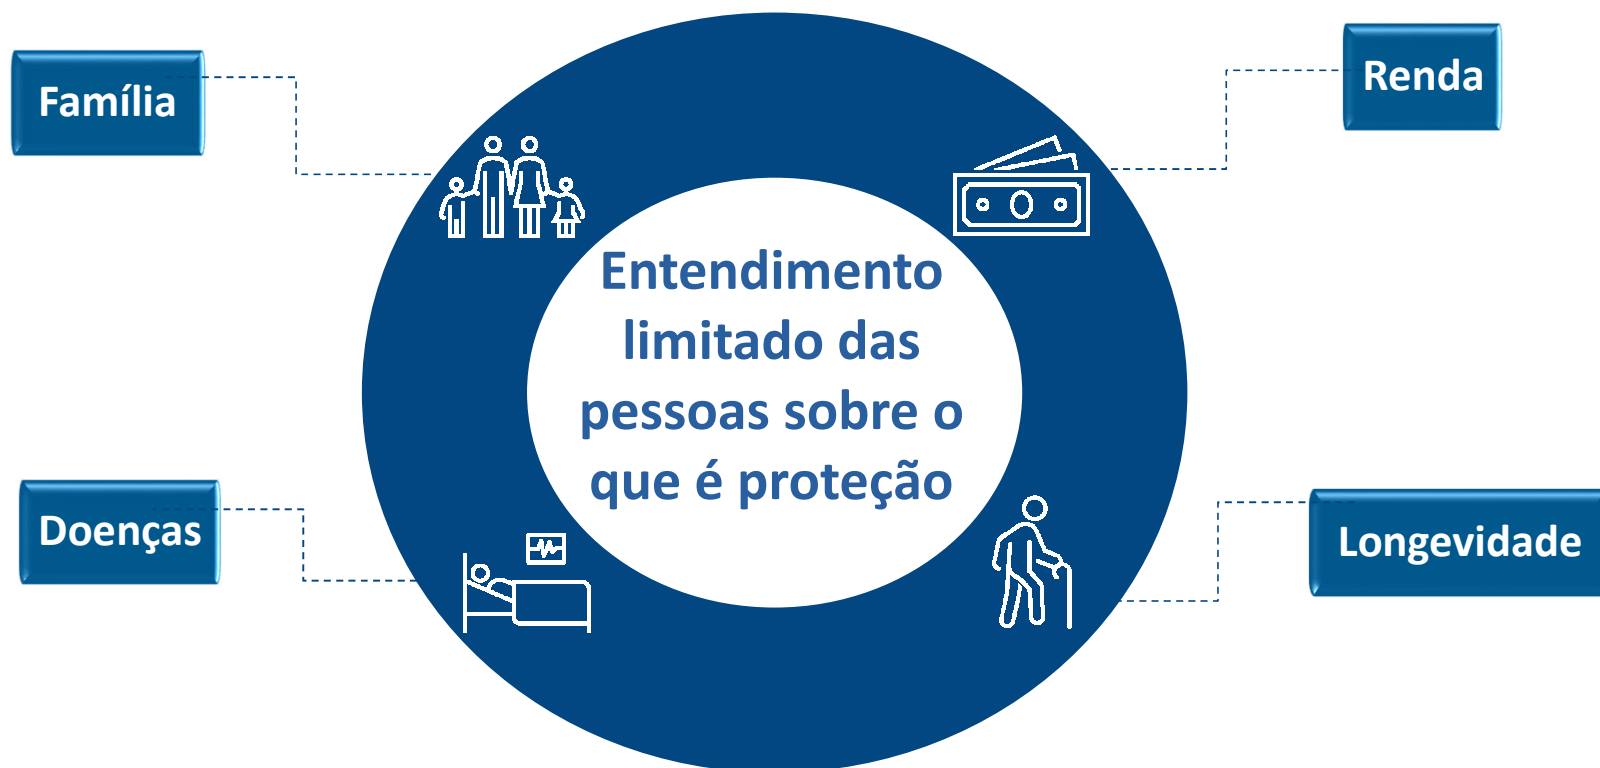 Família
Renda
Entendimento
limitado das
pessoas sobre o
que é proteção
Doenças
Longevidade